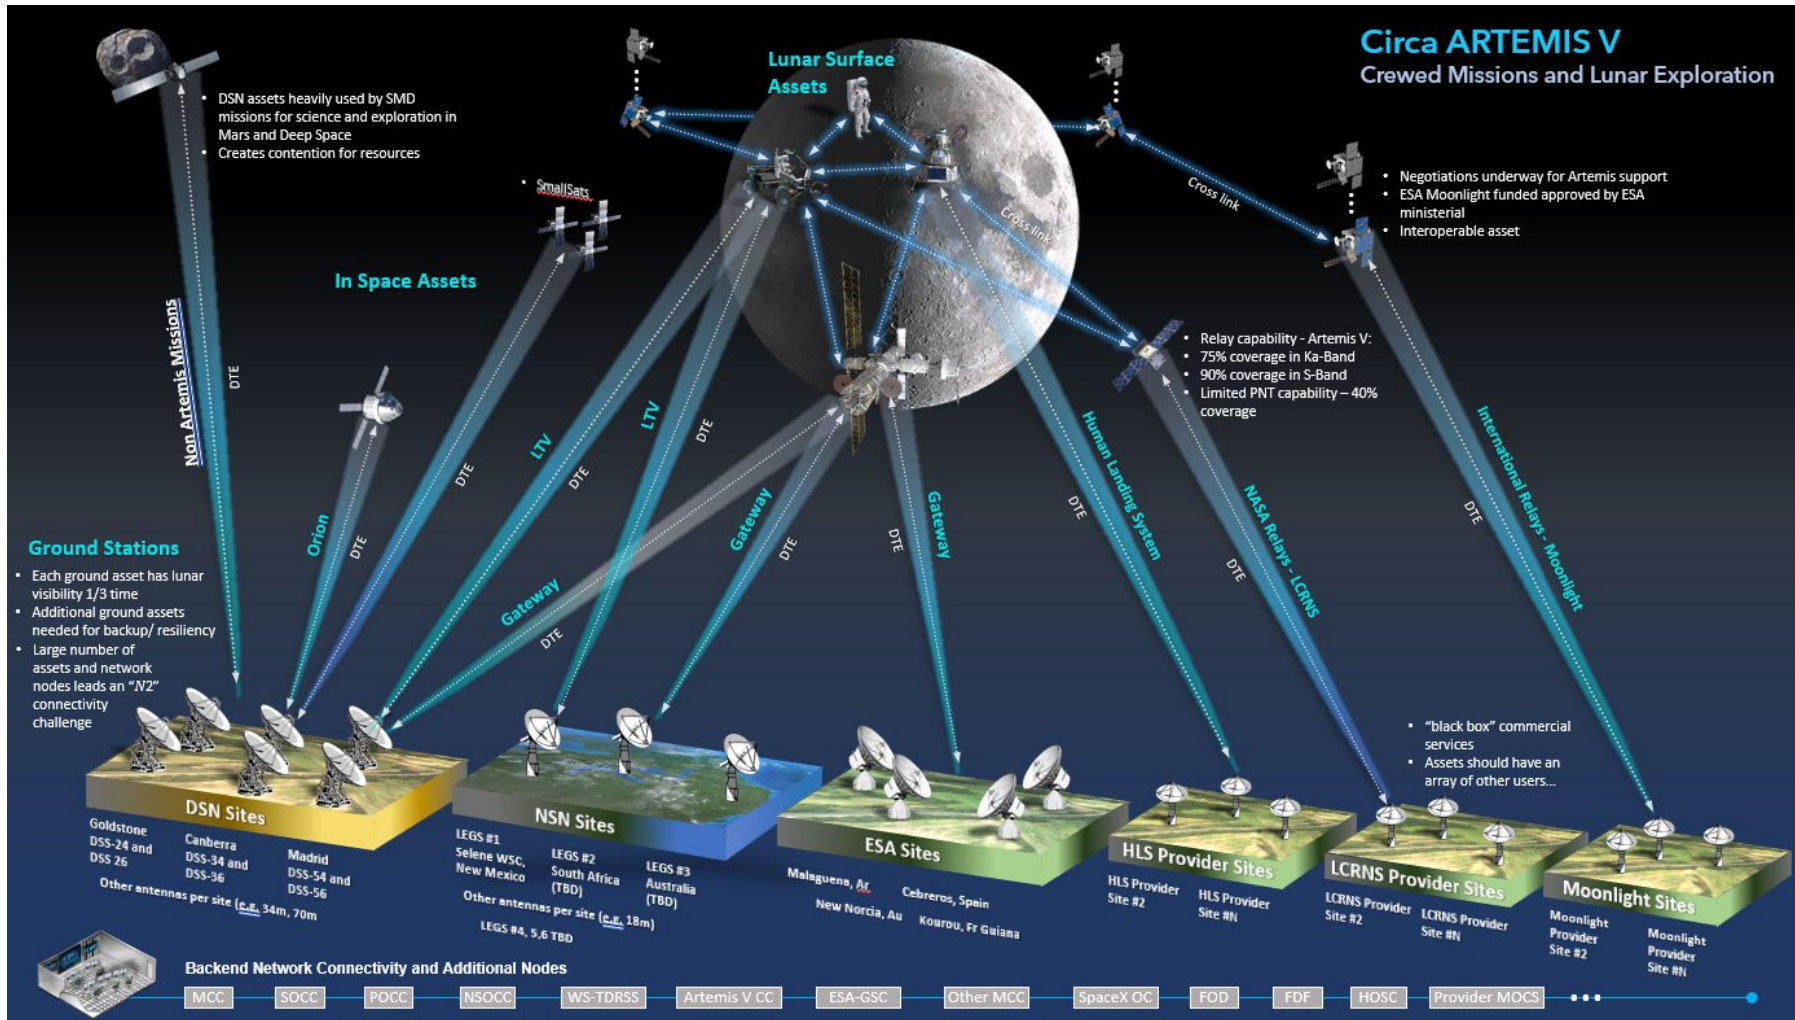 Circa ARTEMIS V
Crewed Missions and Lunar Exploration
Lunar Surface
Assets
• DSN assets heavily used by SMD
missions for science and exploration in
Mars and Deep Space
• Creates contention for resources
• SmallSats
In Space Assets
Cross link
Cross link
• Negotiations underway for Artemis support
• ESA Moonlight funded approved by ESA
ministerial
• Interoperable asset
• Relay capability - Artemis V:
• 75% coverage in Ka-Band
• 90% coverage in S-Band
• Limited PNT capability – 40%
coverage
Non Artemis Missions
DTE
Orion
DTE
DTE
LTV
DTE
LTV
DTE
Gateway
DTE
Gateway
DTE
Gateway
DTE
Human Landing System
DTE
NASA Relays - LCRNS
DTE
International Relays - Moonlight
DTE
Ground Stations
• Each ground asset has lunar
visibility 1/3 time
• Additional ground assets
needed for backup/ resiliency
• Large number of
assets and network
nodes leads an “N2”
connectivity
challenge
• “black box” commercial
services
• Assets should have an
array of other users...
DSN Sites
Goldstone
DSS-24 and
DSS 26
Canberra
DSS-34 and
DSS-36
Madrid
DSS-54 and
DSS-56
Other antennas per site (e.g. 34m, 70m
NSN Sites
LEGS #1
Selene WSC,
New Mexico
LEGS #2
South Africa
(TBD)
LEGS #3
Australia
(TBD)
Other antennas per site (e.g. 18m)
LEGS #4, 5,6 TBD
ESA Sites
Malaguena, Ar
Cebreros, Spain
New Norcia, Au
Kourou, Fr Guiana
HLS Provider Sites
HLS Provider
Site #2
HLS Provider
Site #N
LCRNS Provider Sites
LCRNS Provider
Site #2
LCRNS Provider
Site #N
Moonlight Sites
Moonlight
Provider
Site #2
Moonlight
Provider
Site #N
Backend Network Connectivity and Additional Nodes
MCC
SOCC
POCC
NSOCC
WS-TDRSS
Artemis V CC
ESA-GSC
Other MCC
SpaceX OC
FOD
FDF
HOSC
Provider MOCS